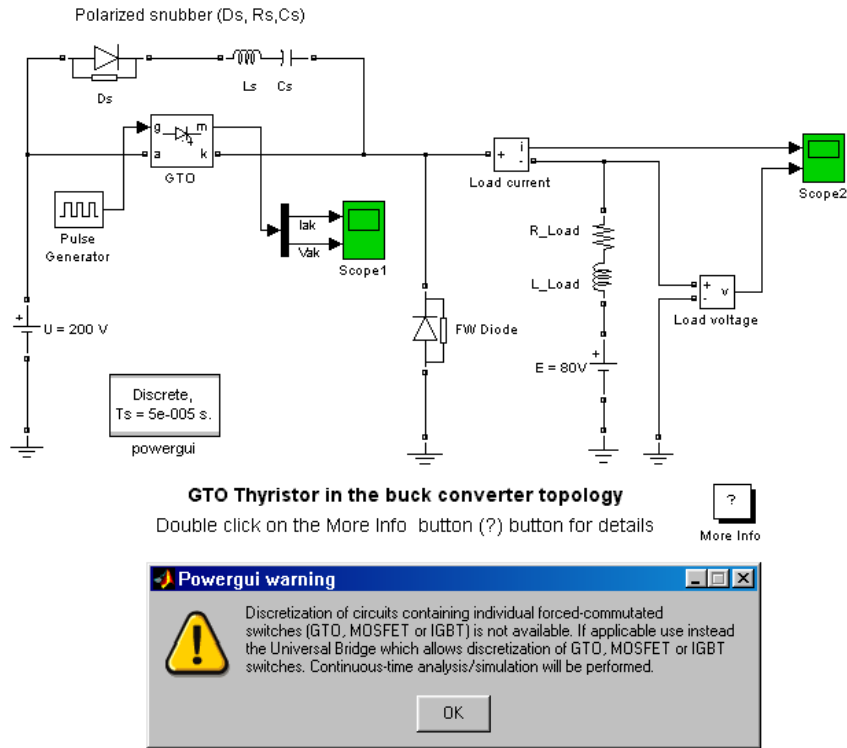 Polarized snubber (Ds, Rs,Cs)
Ds
Ls
Cs
g
m
a
k
GTO
Pulse
Generator
Iak
Vak
Scope1
+
i
-
Load current
Scope2
R_Load
L_Load
+
-
v
Load voltage
+
U = 200 V
FW Diode
+
E = 80V
Discrete,
Ts = 5e-005 s.
powergui
GTO Thyristor in the buck converter topology
Double click on the More Info button (?) button for details
?
More Info
Powergui warning
Discretization of circuits containing individual forced-commutated
switches (GTO, MOSFET or IGBT) is not available. If applicable use instead
the Universal Bridge which allows discretization of GTO, MOSFET or IGBT
switches. Continuous-time analysis/simulation will be performed.
OK